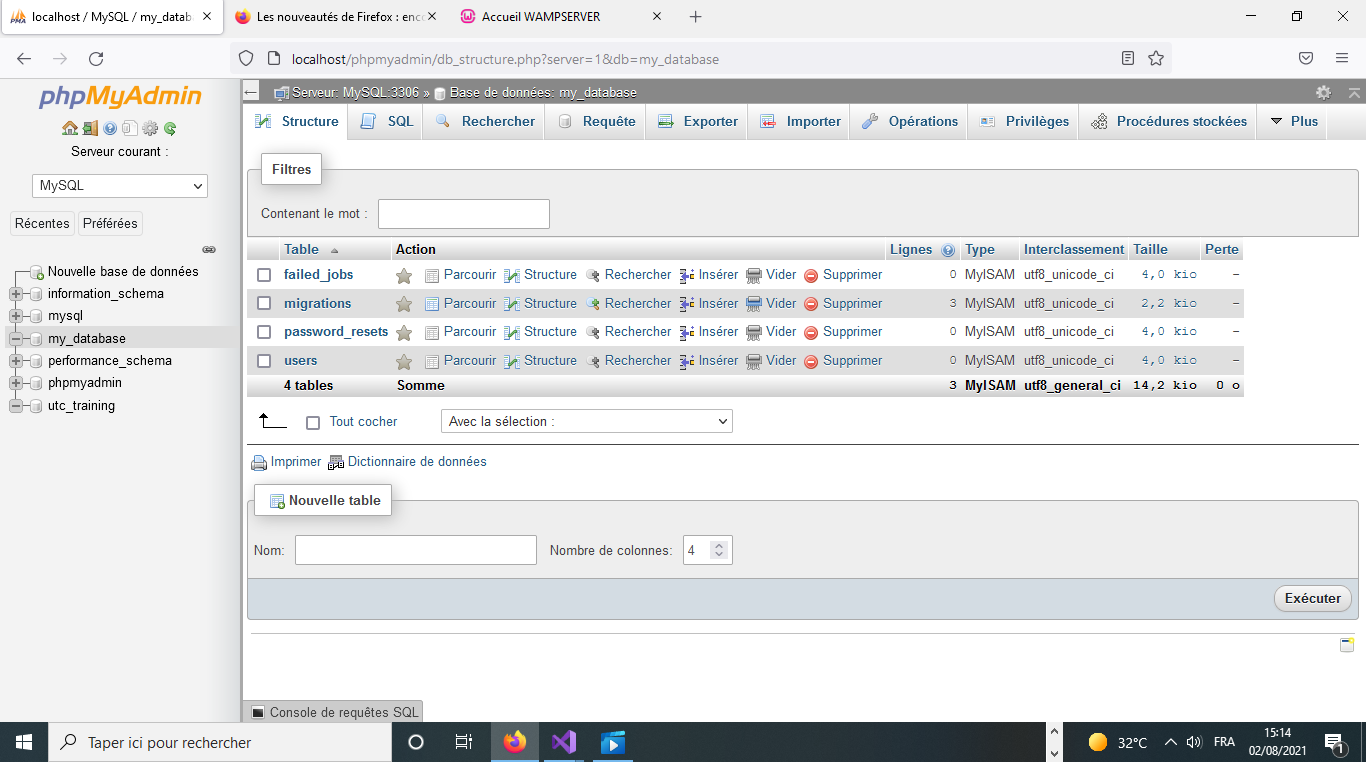 localhost / MySQL / my_datab
Les nouveautés de Firefox : enc
Accueil WAMPSERVER
localhost/phpmyadmin/db_structure.php?server=1&db=my_database
phpMyAdmin
Serveur courant :
MySQL
Récentes
Préférées
Nouvelle base de données
information_schema
mysql
my_database
performance_schema
phpmyadmin
utc_training
Serveur: MySQL:3306 » Base de données: my_database
Structure SQL Rechercher Requête Exporter Importer Opérations Privilèges Procédures stockées Plus
Filtres
Contenant le mot :
Table Action Lignes Type Interclassement Taille Perte
failed_jobs Parcourir Structure Rechercher Insérer Vider Supprimer 0 MyISAM utf8_unicode_ci 4,0 kio -
migrations Parcourir Structure Rechercher Insérer Vider Supprimer 3 MyISAM utf8_unicode_ci 2,2 kio -
password_resets Parcourir Structure Rechercher Insérer Vider Supprimer 0 MyISAM utf8_unicode_ci 4,0 kio -
users Parcourir Structure Rechercher Insérer Vider Supprimer 0 MyISAM utf8_unicode_ci 4,0 kio -
4 tables Somme 3 MyISAM utf8_general_ci 14,2 kio 0 o
Tout cocher
Avec la sélection :
Imprimer Dictionnaire de données
Nouvelle table
Nom: Nombre de colonnes: 4
Exécuter
Console de requêtes SQL
Taper ici pour rechercher
32°C
FRA
15:14
02/08/2021
1